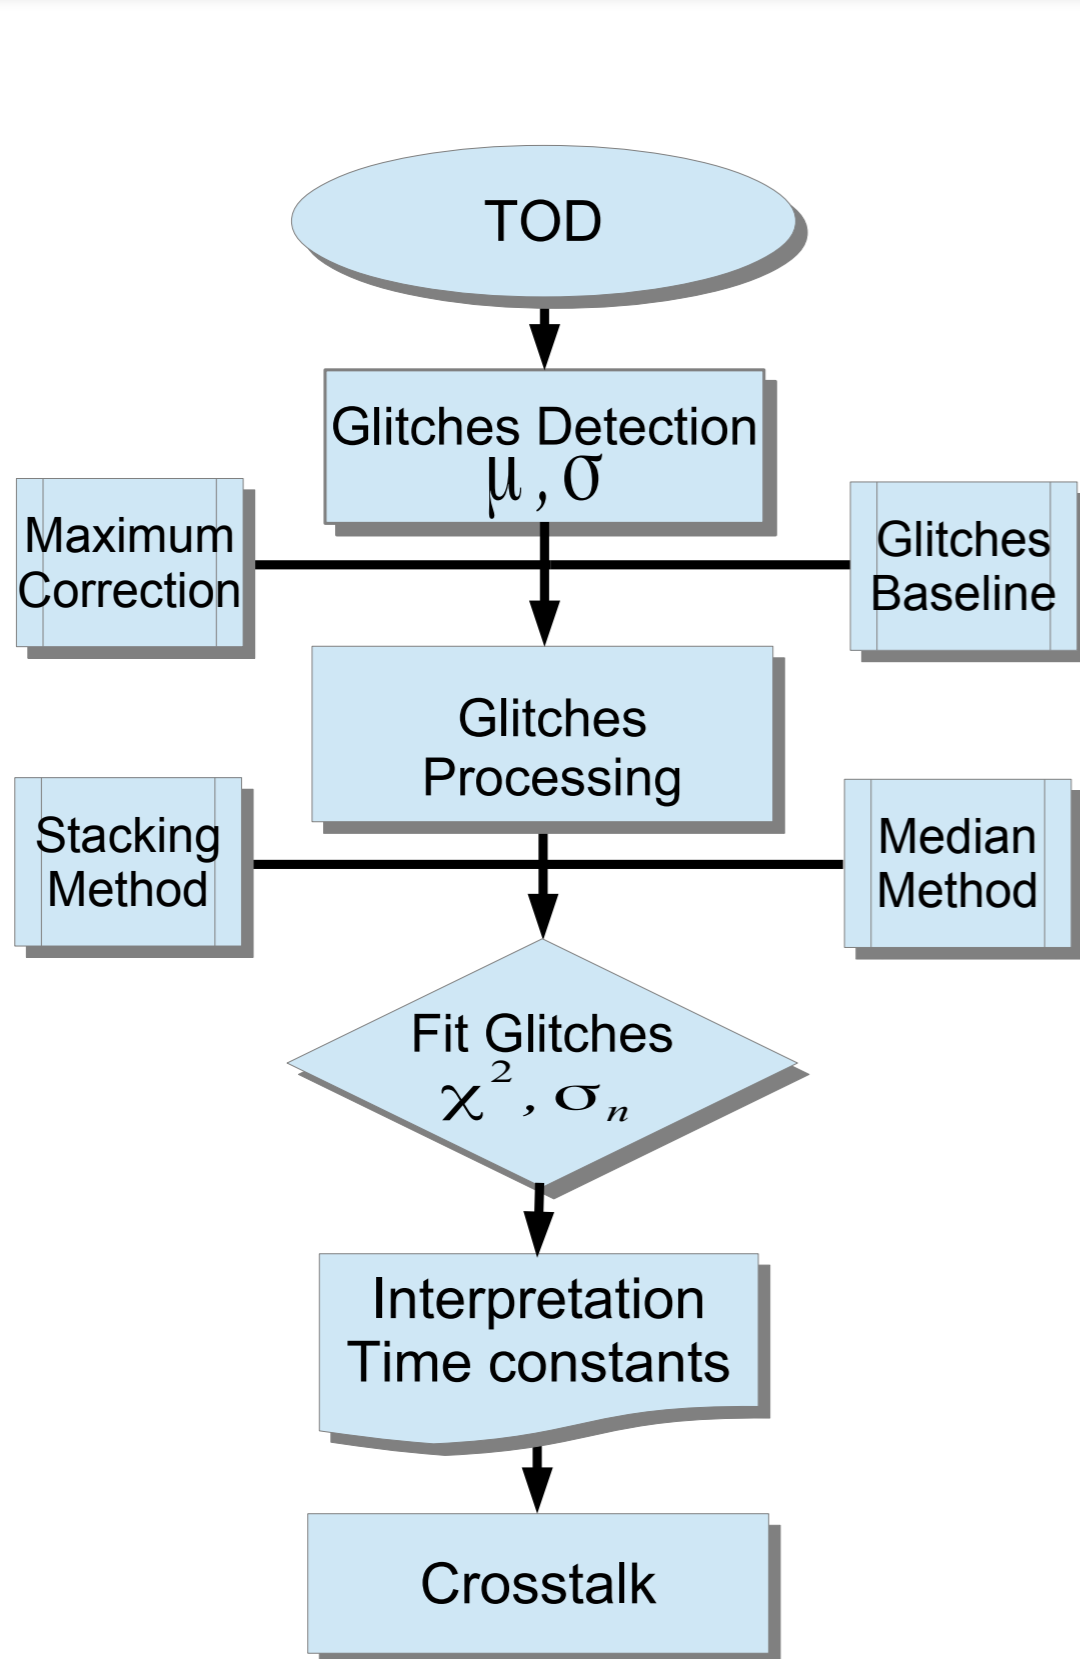 TOD
Glitches Detection
μ , σ
Maximum
Correction
Glitches
Baseline
Glitches
Processing
Stacking
Method
Median
Method
Fit Glitches
χ², σₙ
Interpretation
Time constants
Crosstalk